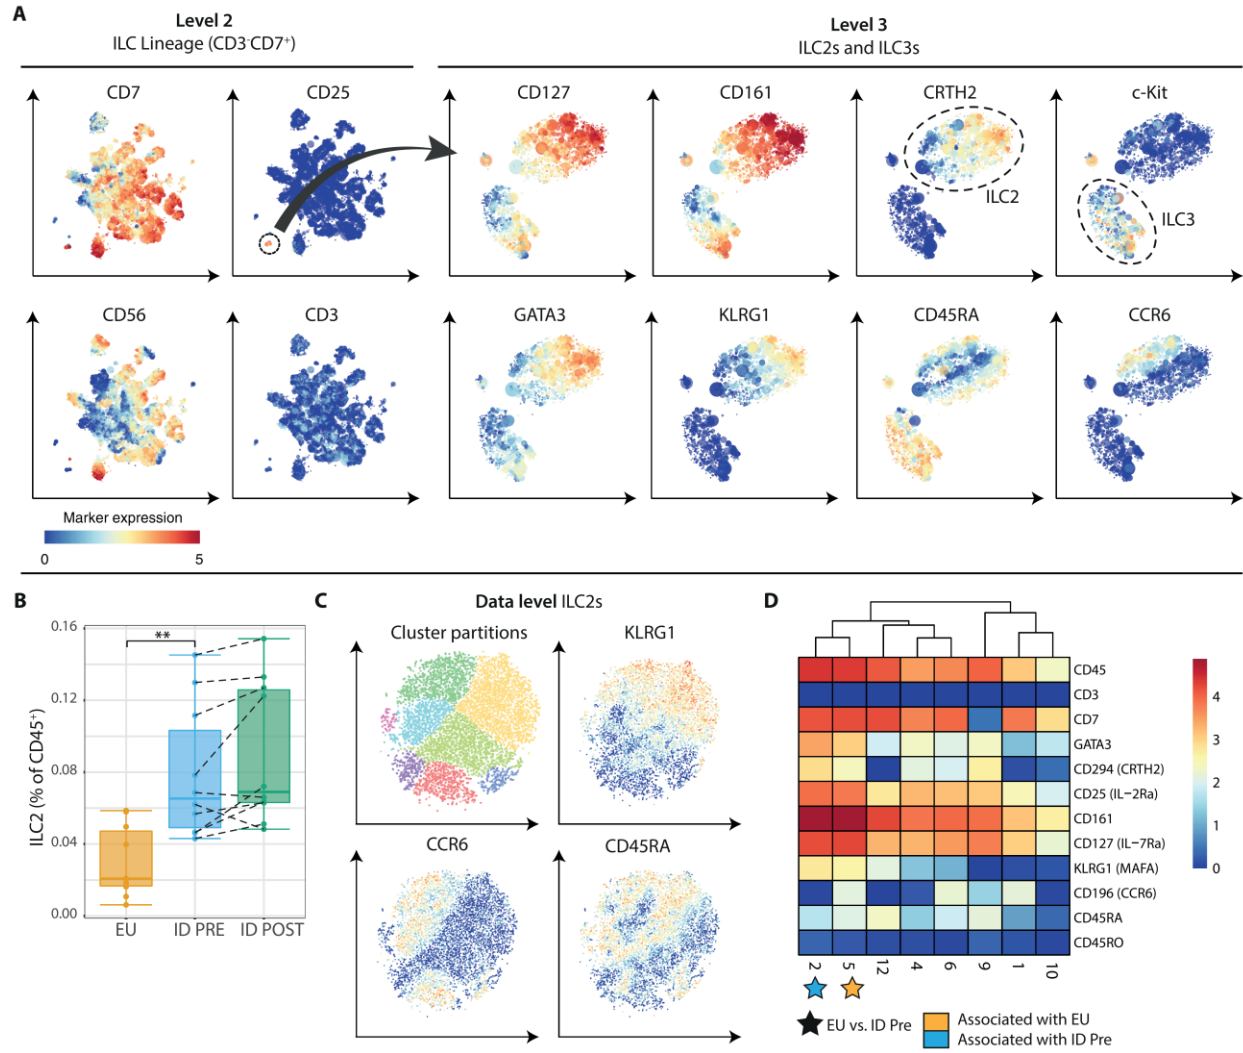 A
Level 2
ILC Lineage (CD3-CD7+)
Level 3
ILC2s and ILC3s
CD7
CD25
CD127
CD161
CRTH2
c-Kit
ILC2
ILC3
CD56
CD3
GATA3
KLRG1
CD45RA
CCR6
Marker expression
0
5
B
ILC2 (% of CD45+)
0.16
0.12
0.08
0.04
0.00
**
EU
ID PRE
ID POST
C
Data level ILC2s
Cluster partitions
KLRG1
CCR6
CD45RA
D
CD45
CD3
CD7
GATA3
CD294 (CRTH2)
CD25 (IL-2Ra)
CD161
CD127 (IL-7Ra)
KLRG1 (MAFA)
CD196 (CCR6)
CD45RA
CD45RO
2
5
12
4
6
9
1
10
4
3
2
1
0
EU vs. ID Pre
Associated with EU
Associated with ID Pre